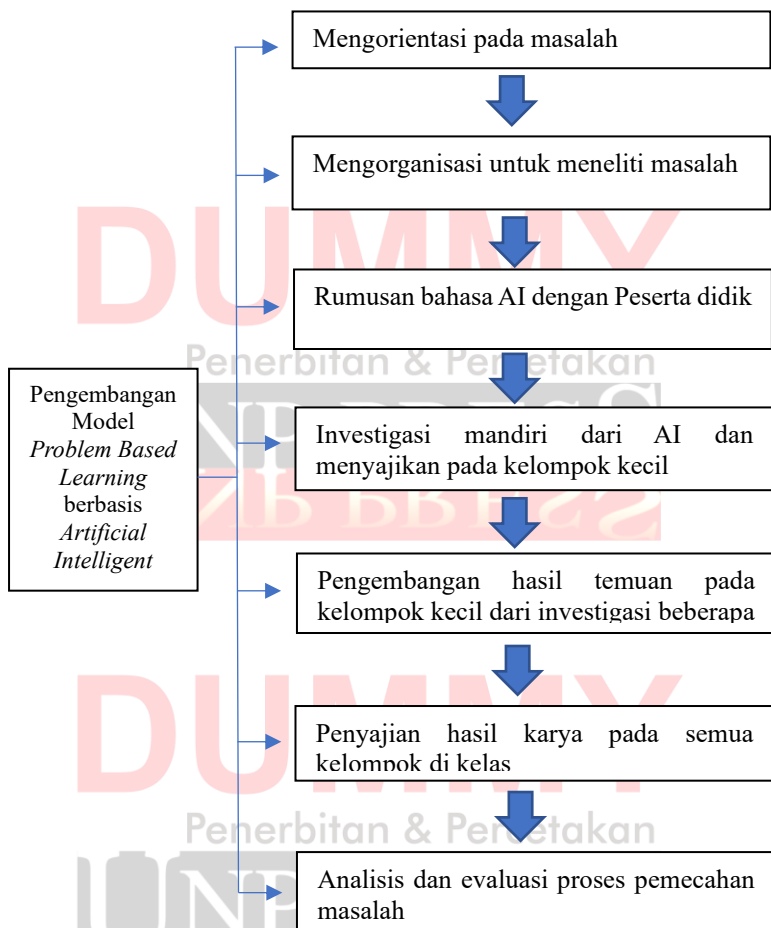 Mengorientasi pada masalah
Mengorganisasi untuk meneliti masalah
DUMMY
Rumusan bahasa AI dengan Peserta didik
Penerbitan & Percetakan
Pengembangan
Model
Problem Based
Learning
berbasis
Artificial
Intelligent
Investigasi mandiri dari AI dan
menyajikan pada kelompok kecil
Pengembangan hasil temuan pada
kelompok kecil dari investigasi beberapa
DUMMY
Penyajian hasil karya pada semua
kelompok di kelas
Penerbitan & Percetakan
Analisis dan evaluasi proses pemecahan
masalah